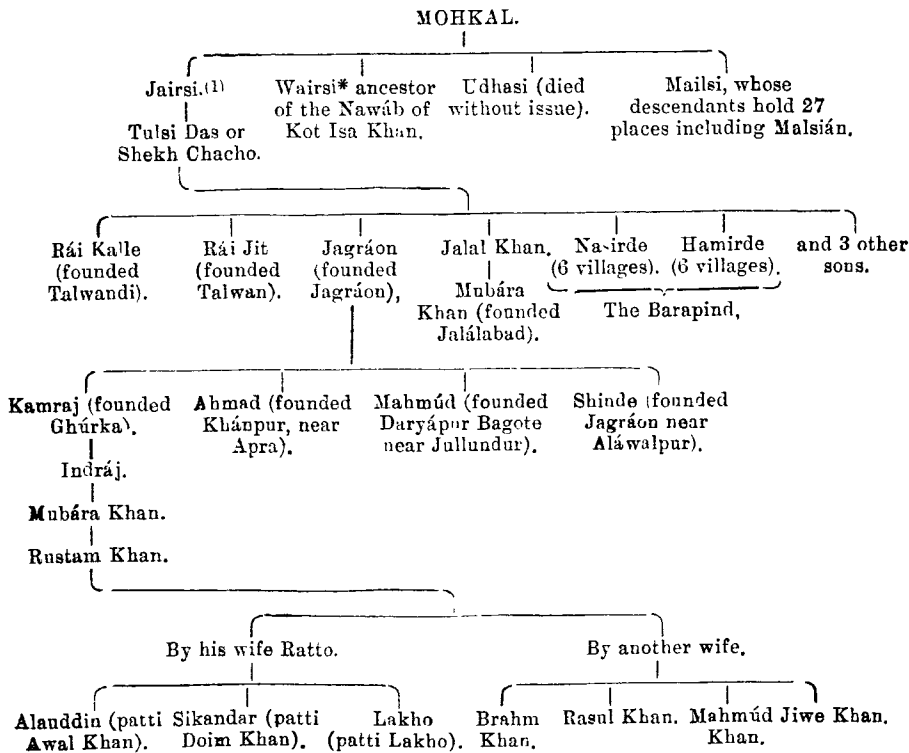 MOHKAL.
Jairsi.(1)
Wairsi* ancestor
of the Nawáb of
Kot Isa Khan.
Udhasi (died
without issue).
Mailsi, whose
descendants hold 27
places including Malsián.
Tulsi Das or
Shekh Chacho.
Rái Kalle
(founded
Talwandi).
Rái Jit
(founded
Talwan).
Jagráon
(founded
Jagráon),
Jalal Khan.
Mubára
Khan (founded
Jalálabad).
Nasirde
(6 villages).
Hamirde
(6 villages).
The Barapind,
and 3 other
sons.
Kamraj (founded
Ghúrka).
Ahmad (founded
Khánpur, near
Apra).
Mahmúd (founded
Daryápur Bagote
near Jullundur).
Shinde (founded
Jagráon near
Aláwalpur).
Indráj.
Mubára Khan.
Rustam Khan.
By his wife Ratto.
By another wife.
Alauddin (patti
Awal Khan).
Sikandar (patti
Doim Khan).
Lakho
(patti Lakho).
Brahm
Khan.
Rasul Khan.
Mahmúd
Khan.
Jiwe Khan.